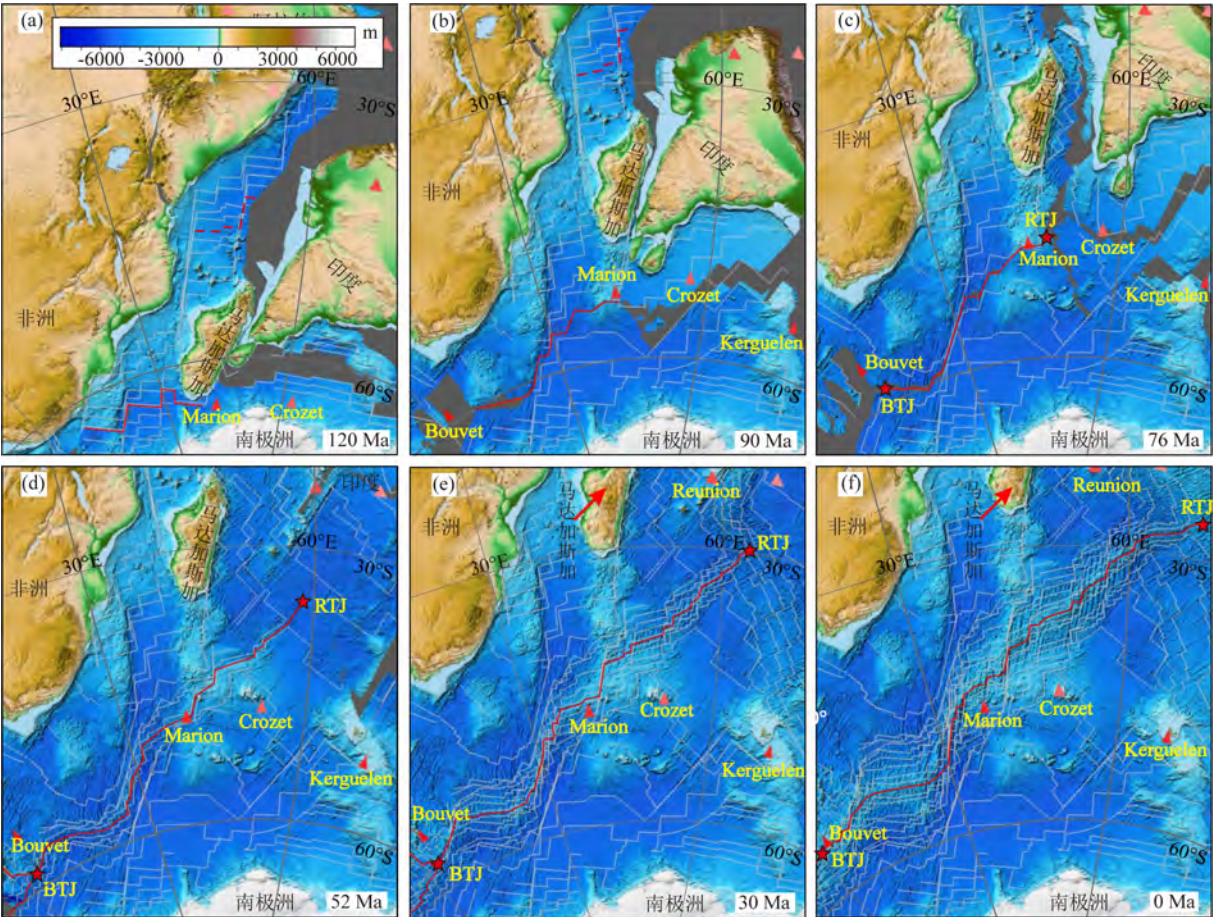 (a)
m
-6000 -3000 0 3000 6000
60°E
30°E
30°S
非洲
马达加斯加
印度
60°S
Marion
Crozet
南极洲
120 Ma
(b)
60°E
30°E
30°S
非洲
马达加斯加
印度
Marion
Crozet
Kerguelen
60°S
Bouvet
南极洲
90 Ma
(c)
60°E
30°E
30°S
马达加斯加
印度
非洲
RTJ
Marion
Crozet
Kerguelen
Bouvet
BTJ
60°S
南极洲
76 Ma
(d)
印度
非洲
马达加斯加
60°E
30°E
30°S
RTJ
Marion
Crozet
Kerguelen
Bouvet
BTJ
60°S
南极洲
52 Ma
(e)
马达加斯加
Reunion
非洲
60°E
RTJ
30°E
30°S
Marion
Crozet
Kerguelen
Bouvet
BTJ
60°S
南极洲
30 Ma
(f)
马达加斯加
Reunion
RTJ
非洲
60°E
30°E
30°S
Marion
Crozet
Kerguelen
Bouvet
BTJ
60°S
南极洲
0 Ma